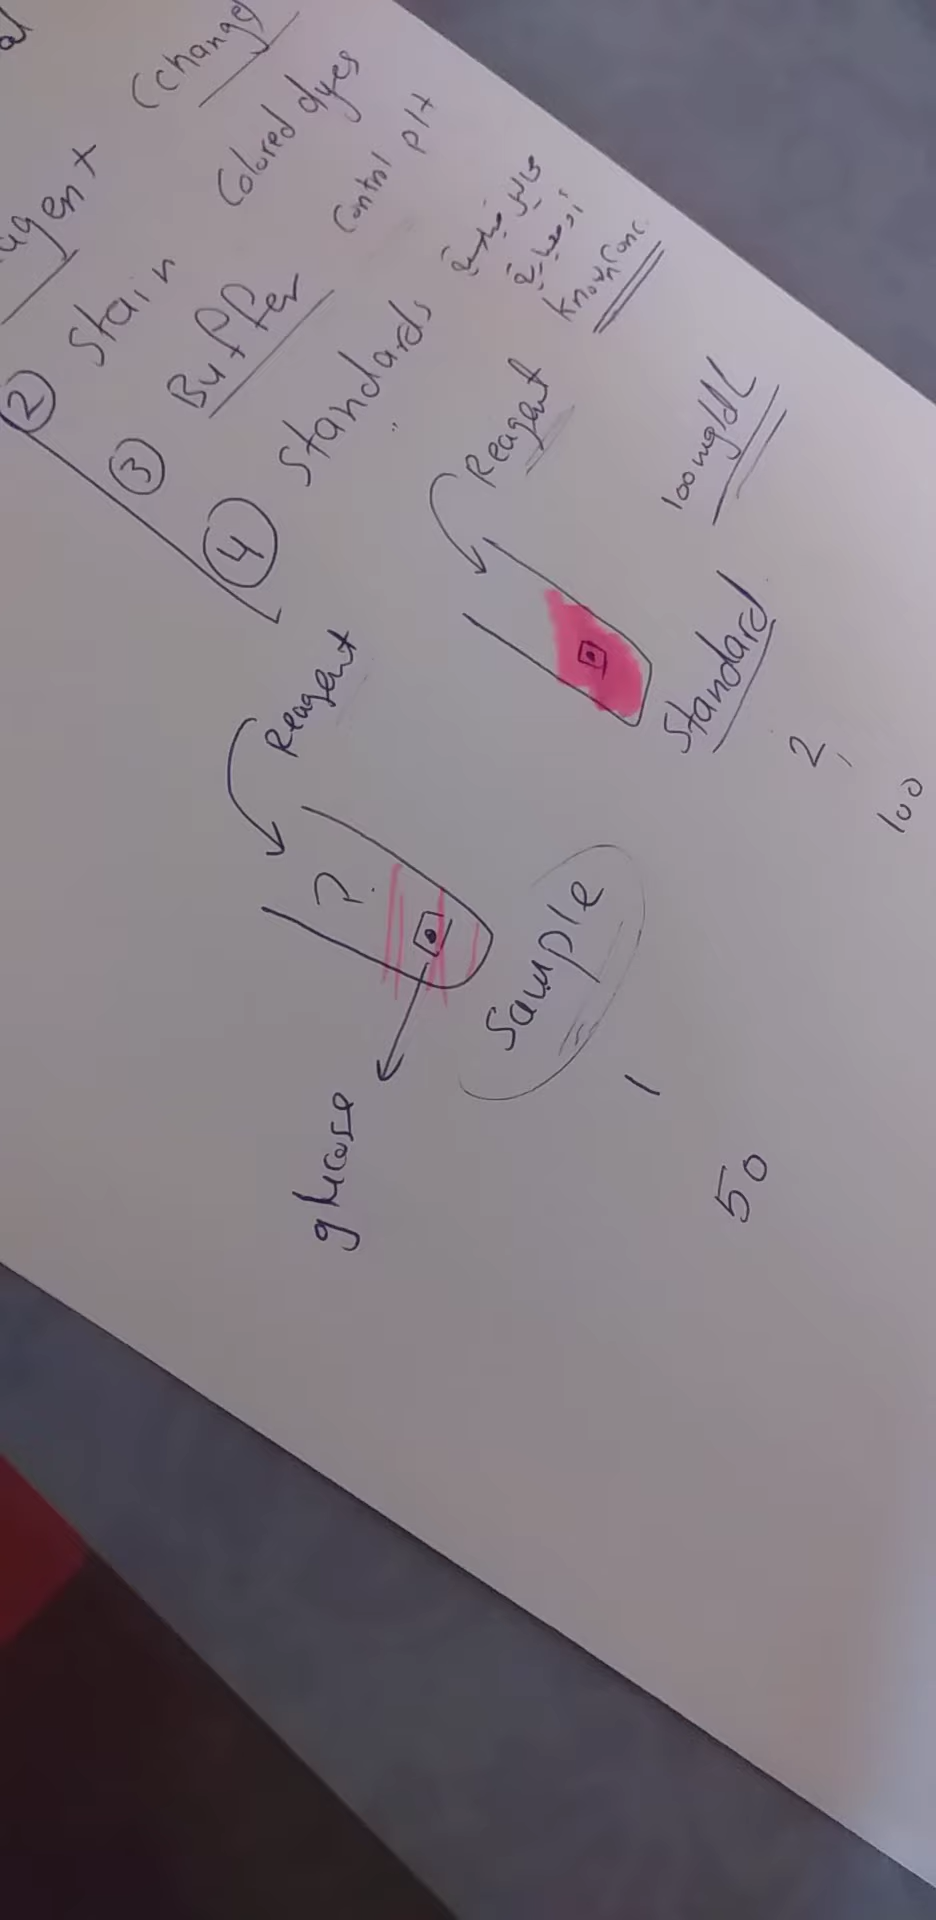 (change)
② Stain Colored dyes
③ Buffer Control pH
④ Standards
known Conc.
Reagent
100 mg/dL
Standard
2,
100
Reagent
?
Sample
glucose
1
50